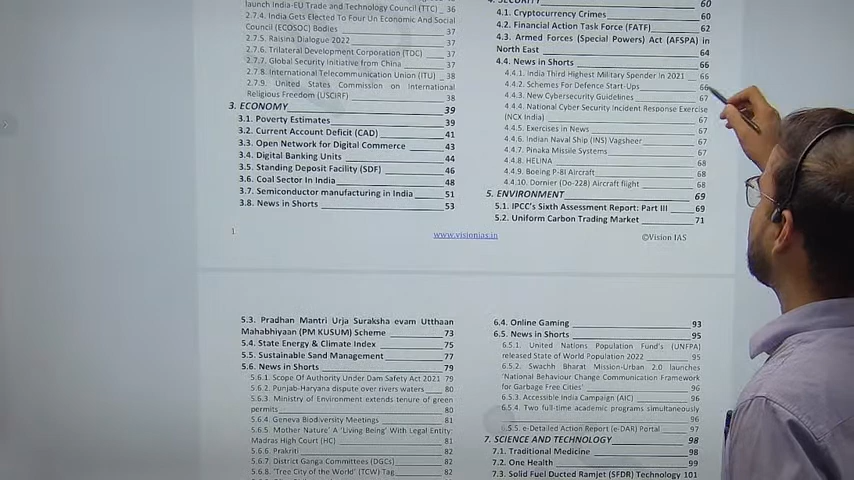 launch India-EU Trade and Technology Council (TTC) _ 36
2.7.4. India Gets Elected To Four Un Economic And Social
Council (ECOSOC) Bodies 37
2.7.5. Raisina Dialogue 2022 37
2.7.6. Trilateral Development Corporation (TDC) 37
2.7.7. Global Security Initiative from China 37
2.7.8. International Telecommunication Union (ITU) _ 38
2.7.9. United States Commission on International
Religious Freedom (USCIRF) 38
3. ECONOMY 39
3.1. Poverty Estimates 39
3.2. Current Account Deficit (CAD) 41
3.3. Open Network for Digital Commerce 43
3.4. Digital Banking Units 44
3.5. Standing Deposit Facility (SDF) 46
3.6. Coal Sector In India 48
3.7. Semiconductor manufacturing in India 51
3.8. News in Shorts 53
4. SECURITY 60
4.1. Cryptocurrency Crimes 60
4.2. Financial Action Task Force (FATF) 62
4.3. Armed Forces (Special Powers) Act (AFSPA) in
North East 64
4.4. News in Shorts 66
4.4.1. India Third Highest Military Spender In 2021 66
4.4.2. Schemes For Defence Start-Ups 66
4.4.3. New Cybersecurity Guidelines 67
4.4.4. National Cyber Security Incident Response Exercise
(NCX India) 67
4.4.5. Exercises in News 67
4.4.6. Indian Naval Ship (INS) Vagsheer 67
4.4.7. Pinaka Missile Systems 67
4.4.8. HELINA 68
4.4.9. Boeing P-8I Aircraft 68
4.4.10. Dornier (Do-228) Aircraft flight 68
5. ENVIRONMENT 69
5.1. IPCC's Sixth Assessment Report: Part III 69
5.2. Uniform Carbon Trading Market 71
1
www.visionias.in
©Vision IAS
5.3. Pradhan Mantri Urja Suraksha evam Utthaan
Mahabhiyaan (PM KUSUM) Scheme 73
5.4. State Energy & Climate Index 75
5.5. Sustainable Sand Management 77
5.6. News in Shorts 79
5.6.1. Scope Of Authority Under Dam Safety Act 2021 79
5.6.2. Punjab-Haryana dispute over rivers waters 80
5.6.3. Ministry of Environment extends tenure of green
permits 80
5.6.4. Geneva Biodiversity Meetings 81
5.6.5. Mother Nature' A 'Living Being' With Legal Entity:
Madras High Court (HC) 81
5.6.6. Prakriti 82
5.6.7. District Ganga Committees (DGCs) 82
5.6.8. 'Tree City of the World' (TCW) Tag 82
6.4. Online Gaming 93
6.5. News in Shorts 95
6.5.1. United Nations Population Fund's (UNFPA)
released State of World Population 2022 95
6.5.2. Swachh Bharat Mission-Urban 2.0 launches
'National Behaviour Change Communication Framework
for Garbage Free Cities' 96
6.5.3. Accessible India Campaign (AIC) 96
6.5.4. Two full-time academic programs simultaneously
96
6.5.5. e-Detailed Action Report (e-DAR) Portal 97
7. SCIENCE AND TECHNOLOGY 98
7.1. Traditional Medicine 98
7.2. One Health 99
7.3. Solid Fuel Ducted Ramjet (SFDR) Technology 101